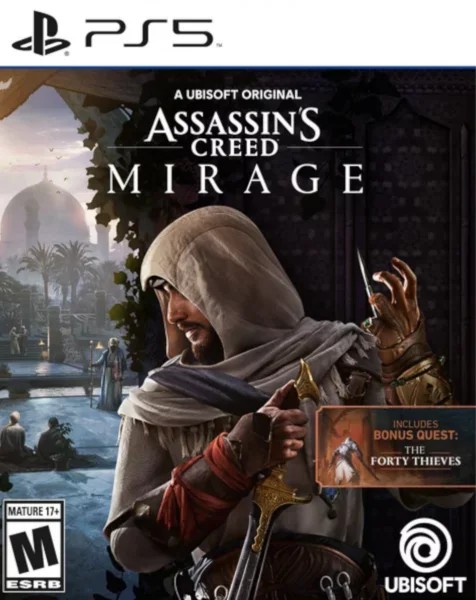 PS5
A UBISOFT ORIGINAL
ASSASSIN'S
CREED
MIRAGE
INCLUDES
BONUS QUEST:
THE
FORTY THIEVES
MATURE 17+
M
ESRB
UBISOFT